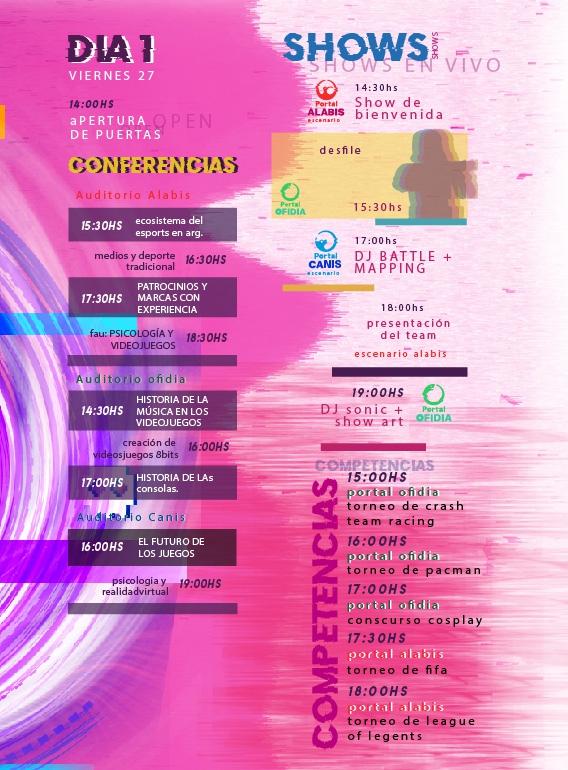 DIA 1
VIERNES 27
14:00HS
aPERTURA OPEN
DE PUERTAS
CONFERENCIAS
Auditorio Alabis
15:30HS ecosistema del
esports en arg.
medios y deporte
tradicional 16:30HS
17:30HS PATROCINIOS Y
MARCAS CON
EXPERIENCIA
fau: PSICOLOGÍA Y
VIDEOJUEGOS 18:30HS
Auditorio ofidia
14:30HS HISTORIA DE LA
MÚSICA EN LOS
VIDEOJUEGOS
creación de
videosjuegos 8bits 16:00HS
17:00HS HISTORIA DE LAs
consolas.
Auditorio Canis
16:00HS EL FUTURO DE
LOS JUEGOS
psicologia y
realidadvirtual 19:00HS
SHOWS SHOWS
SHOWS EN VIVO
14:30hs
Portal
ALABIS
escenario
Show de
bienvenida
desfile
Portal
OFIDIA
15:30hs
17:00hs
Portal
CANIS
escenario
DJ BATTLE +
MAPPING
18:00hs
presentación
del team
escenario alabis
19:00HS
DJ sonic +
show art
Portal
OFIDIA
COMPETENCIAS
COMPETENCIAS
15:00HS
portal ofidia
torneo de crash
team racing
16:00HS
portal ofidia
torneo de pacman
17:00HS
portal ofidia
conscurso cosplay
17:30HS
portal alabis
torneo de fifa
18:00HS
portal alabis
torneo de league
of legents